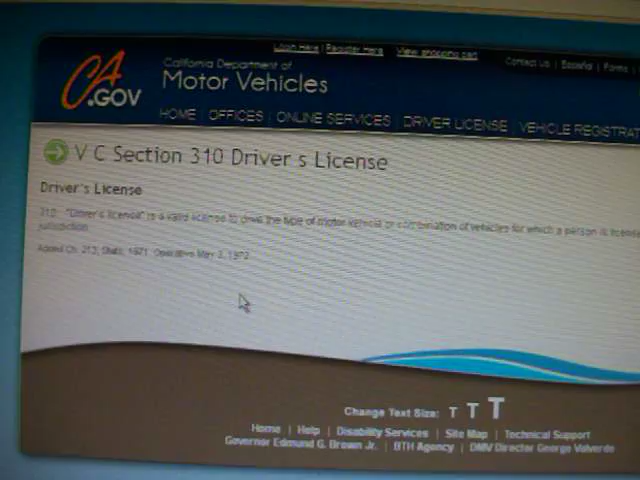 Login Here | Register Here View shopping cart
Contact Us | Español | Forms |
CA
.GOV
California Department of
Motor Vehicles
HOME OFFICES ONLINE SERVICES DRIVER LICENSE VEHICLE REGISTRAT
V C Section 310 Driver s License
Driver's License
310. "Driver's license" is a valid license to drive the type of motor vehicle or combination of vehicles for which a person is license
jurisdiction.
Added Ch. 213, Stats. 1971. Operative May 3, 1972.
Change Text Size: T T T
Home | Help | Disability Services | Site Map | Technical Support
Governor Edmund G. Brown Jr. | BTH Agency | DMV Director George Valverde